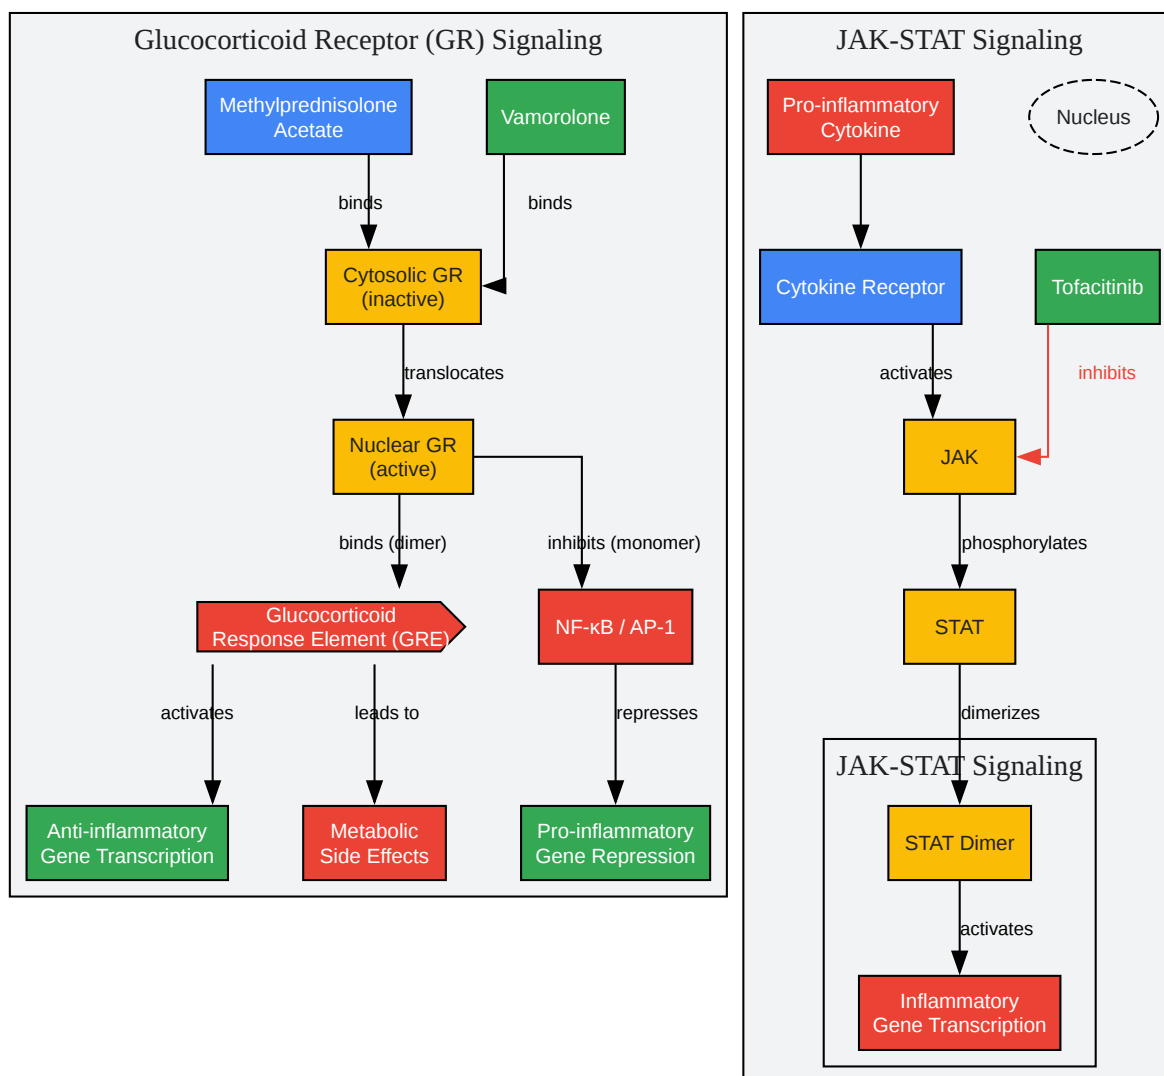 Glucocorticoid Receptor (GR) Signaling
Methylprednisolone
Acetate
Vamorolone
binds
binds
Cytosolic GR
(inactive)
translocates
Nuclear GR
(active)
binds (dimer)
inhibits (monomer)
Glucocorticoid
Response Element (GRE)
NF-κB / AP-1
activates
leads to
represses
Anti-inflammatory
Gene Transcription
Metabolic
Side Effects
Pro-inflammatory
Gene Repression
JAK-STAT Signaling
Pro-inflammatory
Cytokine
Nucleus
Cytokine Receptor
Tofacitinib
activates
inhibits
JAK
phosphorylates
STAT
dimerizes
JAK-STAT Signaling
STAT Dimer
activates
Inflammatory
Gene Transcription